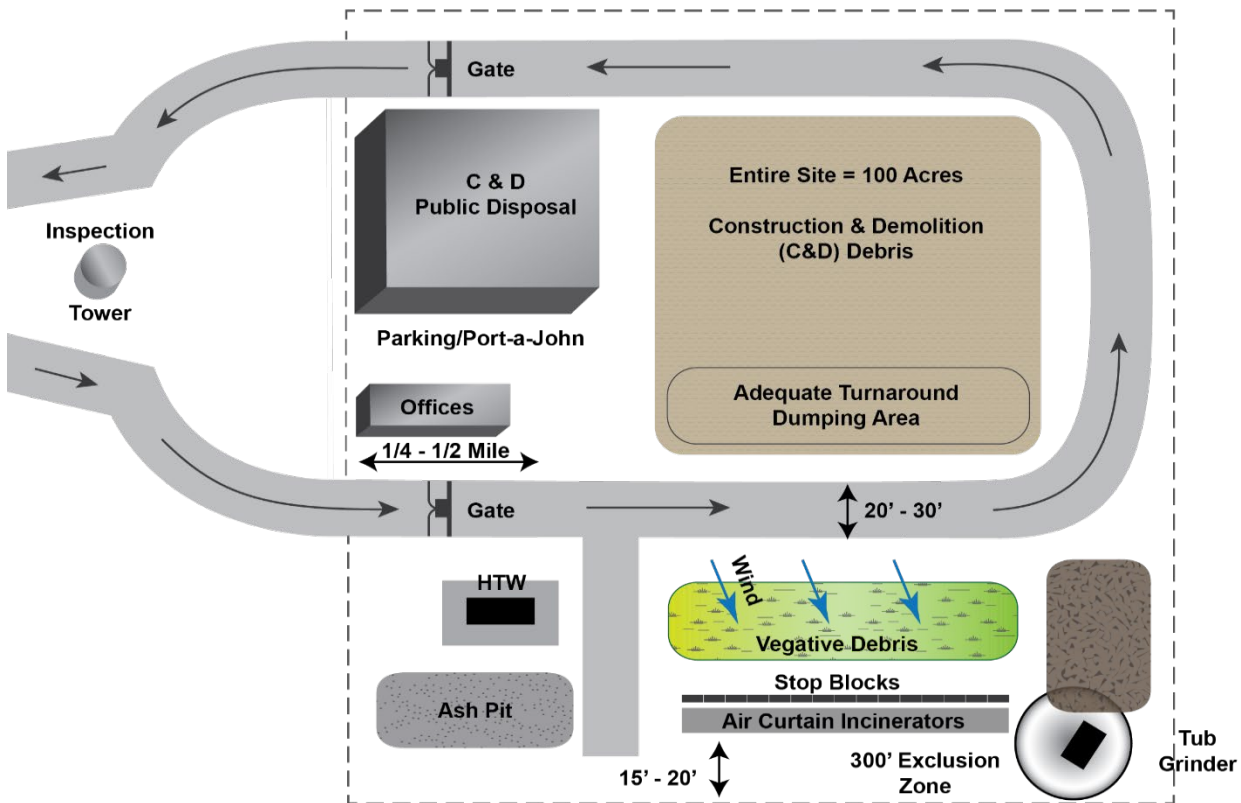 Gate
C & D
Public Disposal
Entire Site = 100 Acres
Construction & Demolition
(C&D) Debris
Inspection
Tower
Parking/Port-a-John
Offices
1/4 - 1/2 Mile
Adequate Turnaround
Dumping Area
Gate
20’ - 30’
HTW
Wind
Vegative Debris
Stop Blocks
Ash Pit
Air Curtain Incinerators
15’ - 20’
300’ Exclusion
Zone
Tub
Grinder